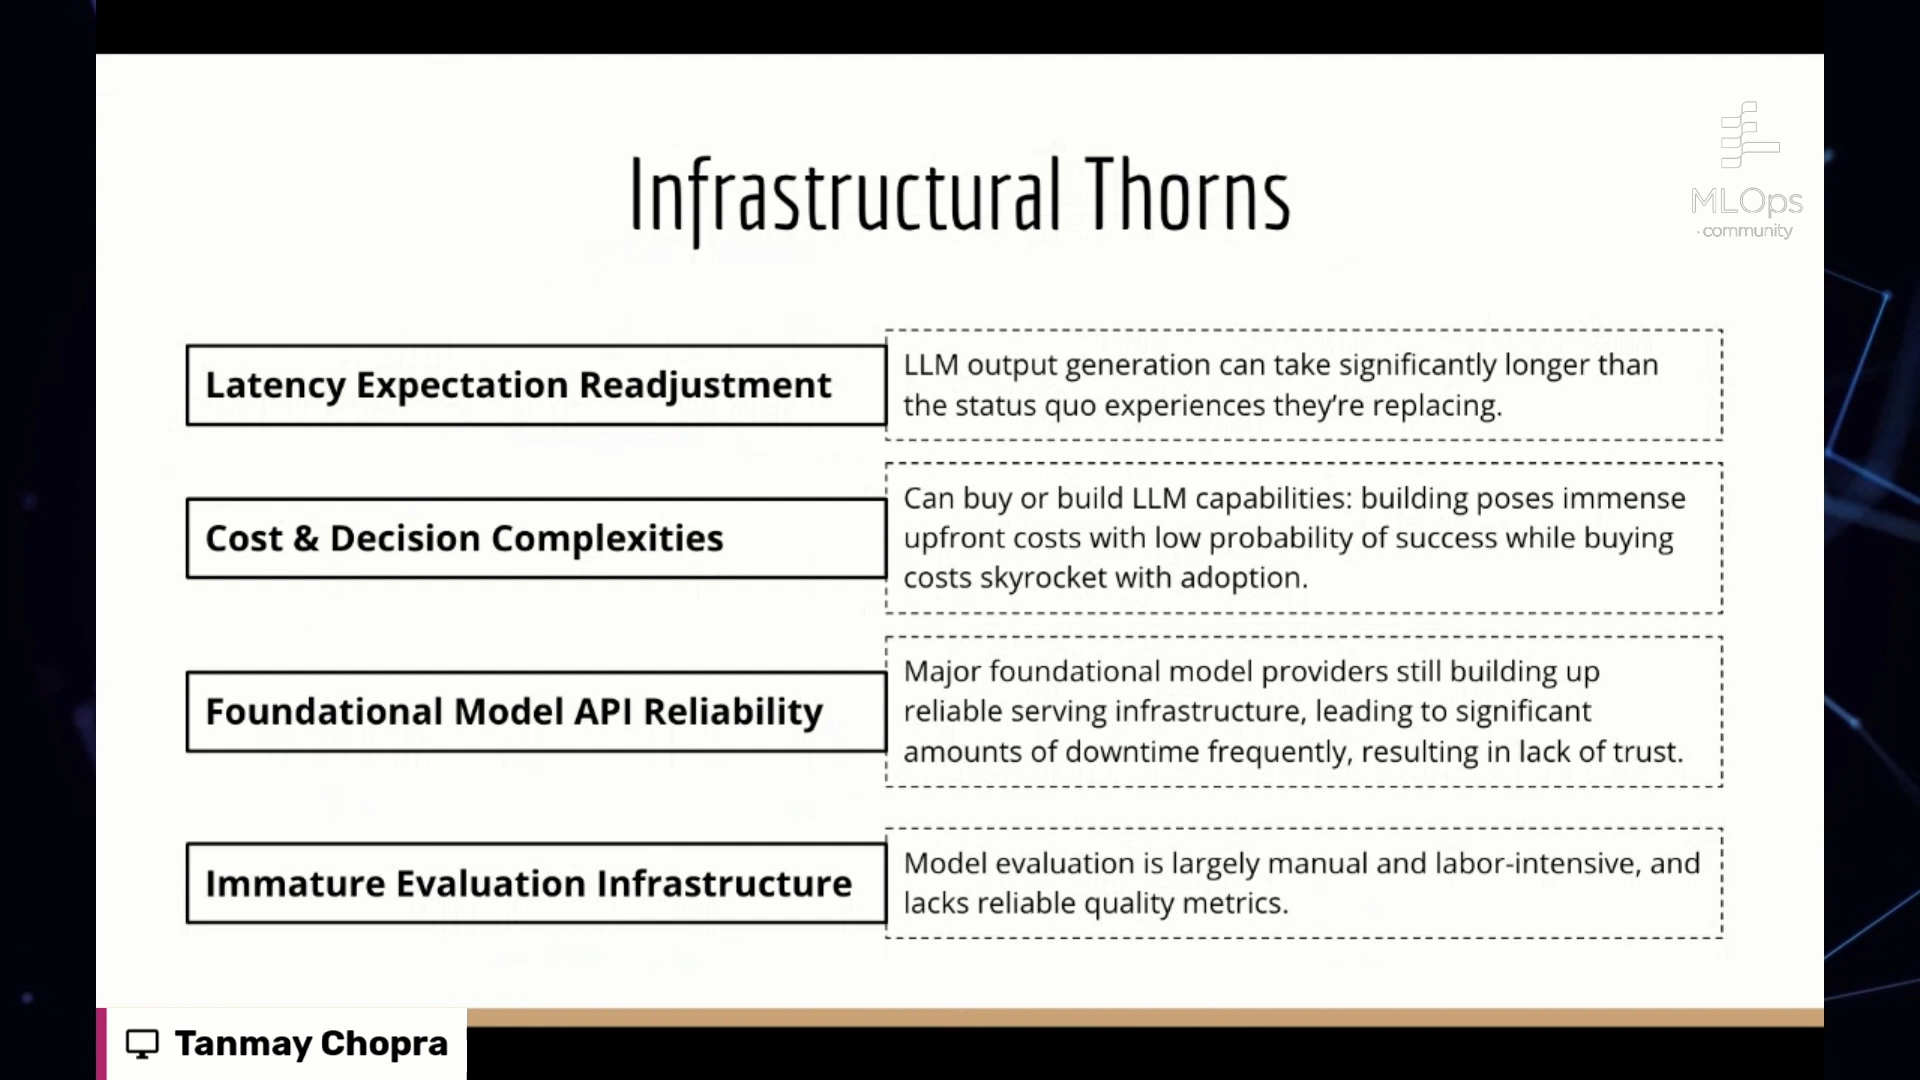 Infrastructural Thorns
MLOps
community
Latency Expectation Readjustment
LLM output generation can take significantly longer than
the status quo experiences they’re replacing.
Cost & Decision Complexities
Can buy or build LLM capabilities: building poses immense
upfront costs with low probability of success while buying
costs skyrocket with adoption.
Foundational Model API Reliability
Major foundational model providers still building up
reliable serving infrastructure, leading to significant
amounts of downtime frequently, resulting in lack of trust.
Immature Evaluation Infrastructure
Model evaluation is largely manual and labor-intensive, and
lacks reliable quality metrics.
Tanmay Chopra